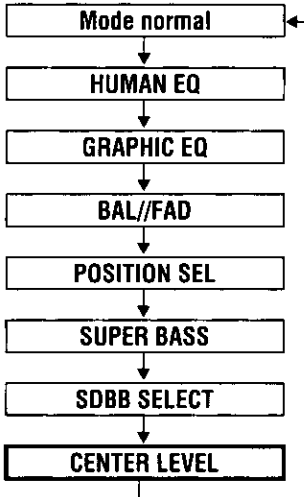 Mode normal
HUMAN EQ
GRAPHIC EQ
BAL//FAD
POSITION SEL
SUPER BASS
SDBB SELECT
CENTER LEVEL